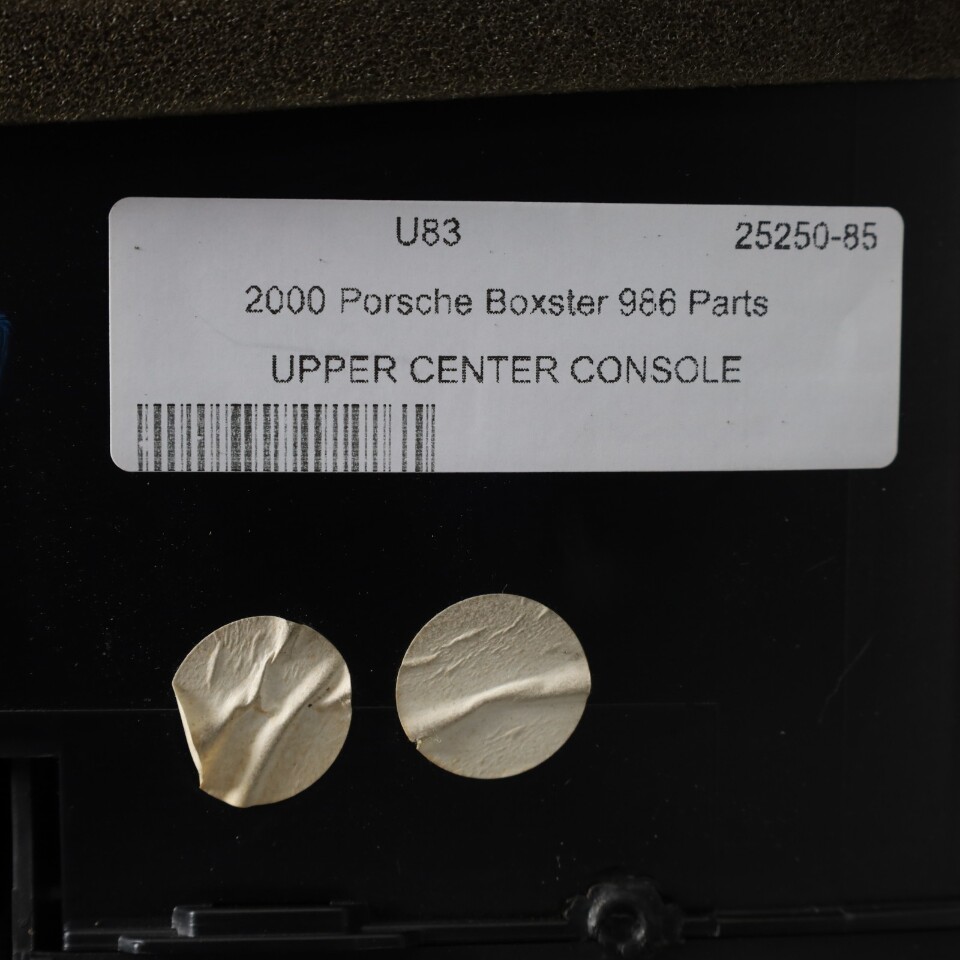 U83 25250-85
2000 Porsche Boxster 986 Parts
UPPER CENTER CONSOLE